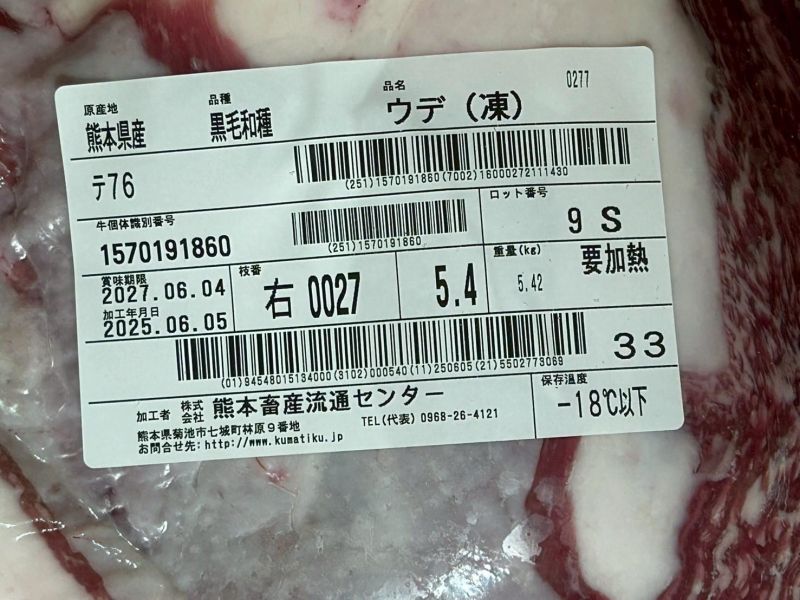 0277
原産地 品種 品名
熊本県産 黒毛和種 ウデ（凍）
テ76
(251)1570191860(7002)16000272111430
牛個体識別番号 ロット番号
1570191860
(251)1570191860
9 S
賞味期限
2027.06.04
加工年月日
2025.06.05
枝番
右 0027
5.4
重量(kg)
5.42
要加熱
(01)94548015134000(3102)000540(11)250605(21)5502773069
33
加工者 株式会社 熊本畜産流通センター
熊本県菊池市七城町林原９番地 TEL(代表) 0968-26-4121
お問合せ先:http://www.kumatiku.jp
保存温度
-18℃以下